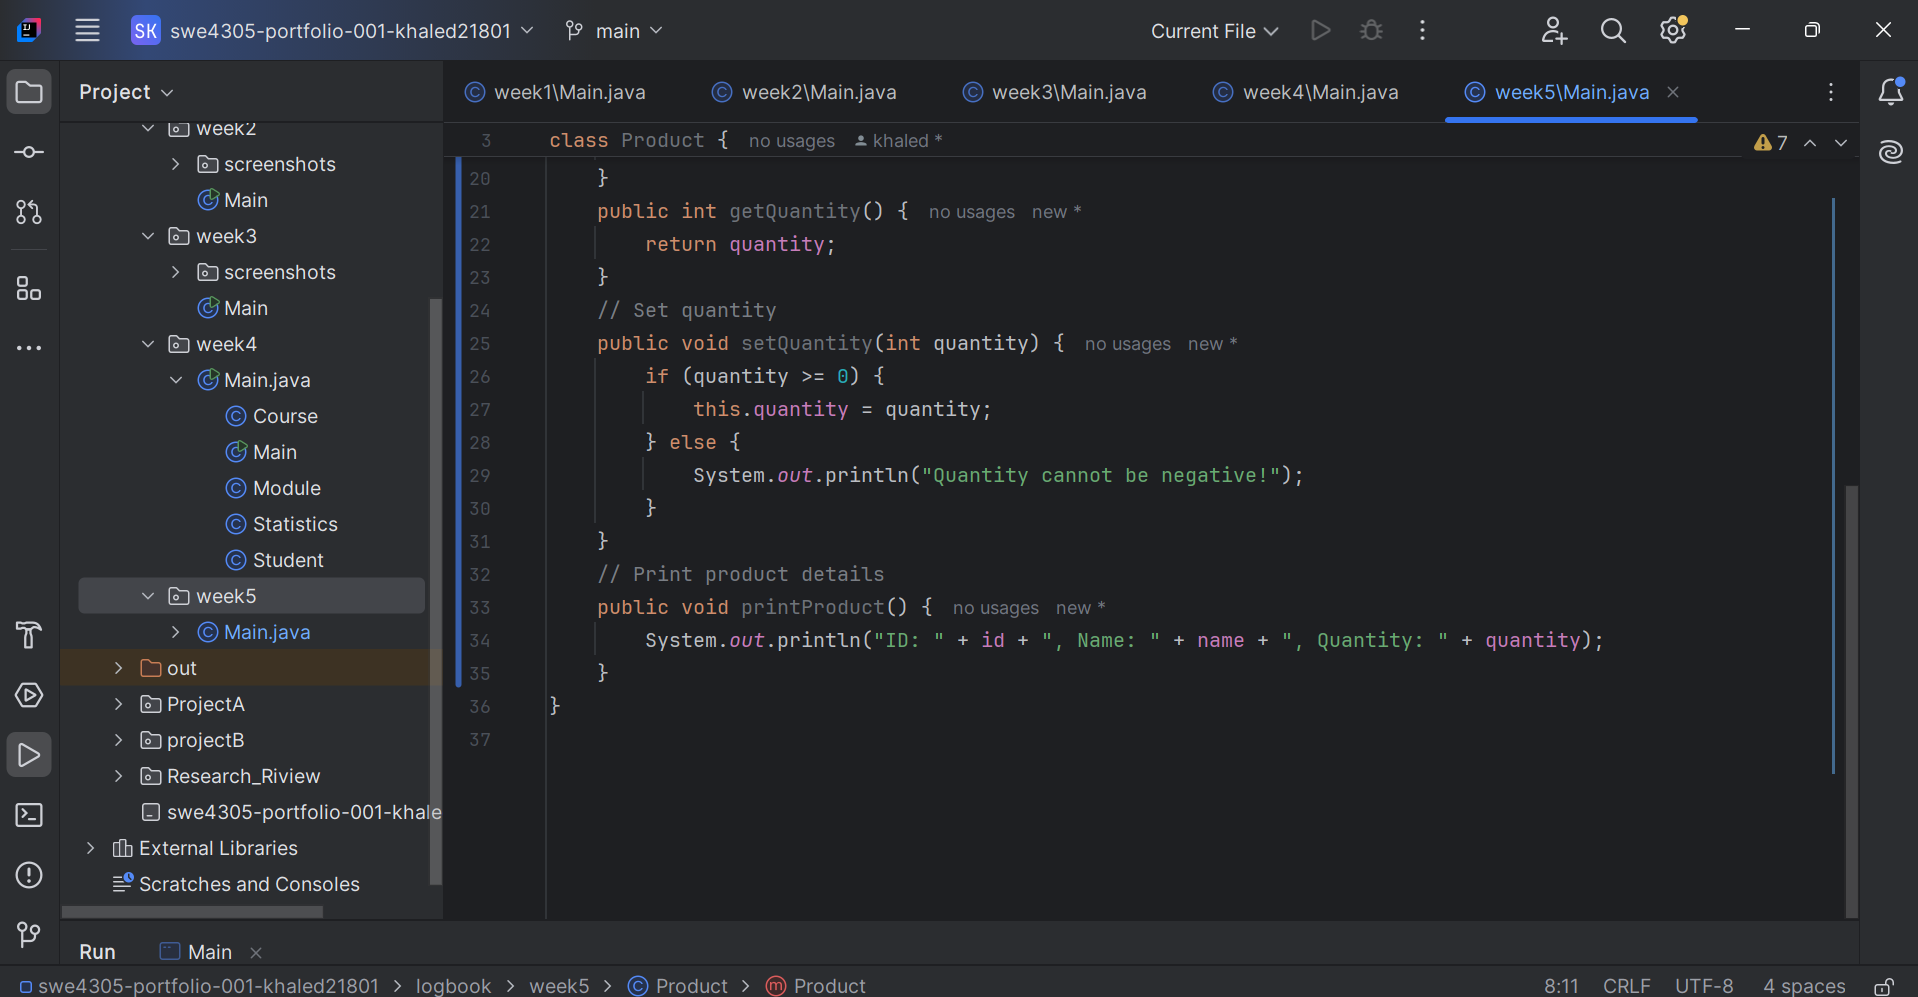 SK swe4305-portfolio-001-khaled21801 main Current File
Project
week1\Main.java week2\Main.java week3\Main.java week4\Main.java week5\Main.java
week2
screenshots
Main
week3
screenshots
Main
week4
Main.java
Course
Main
Module
Statistics
Student
week5
Main.java
out
ProjectA
projectB
Research_Riview
swe4305-portfolio-001-khale
External Libraries
Scratches and Consoles
3 class Product { no usages khaled * 7
20 }
21 public int getQuantity() { no usages new *
22 return quantity;
23 }
24 // Set quantity
25 public void setQuantity(int quantity) { no usages new *
26 if (quantity >= 0) {
27 this.quantity = quantity;
28 } else {
29 System.out.println("Quantity cannot be negative!");
30 }
31 }
32 // Print product details
33 public void printProduct() { no usages new *
34 System.out.println("ID: " + id + ", Name: " + name + ", Quantity: " + quantity);
35 }
36 }
37
Run Main
swe4305-portfolio-001-khaled21801 > logbook > week5 > Product > Product 8:11 CRLF UTF-8 4 spaces